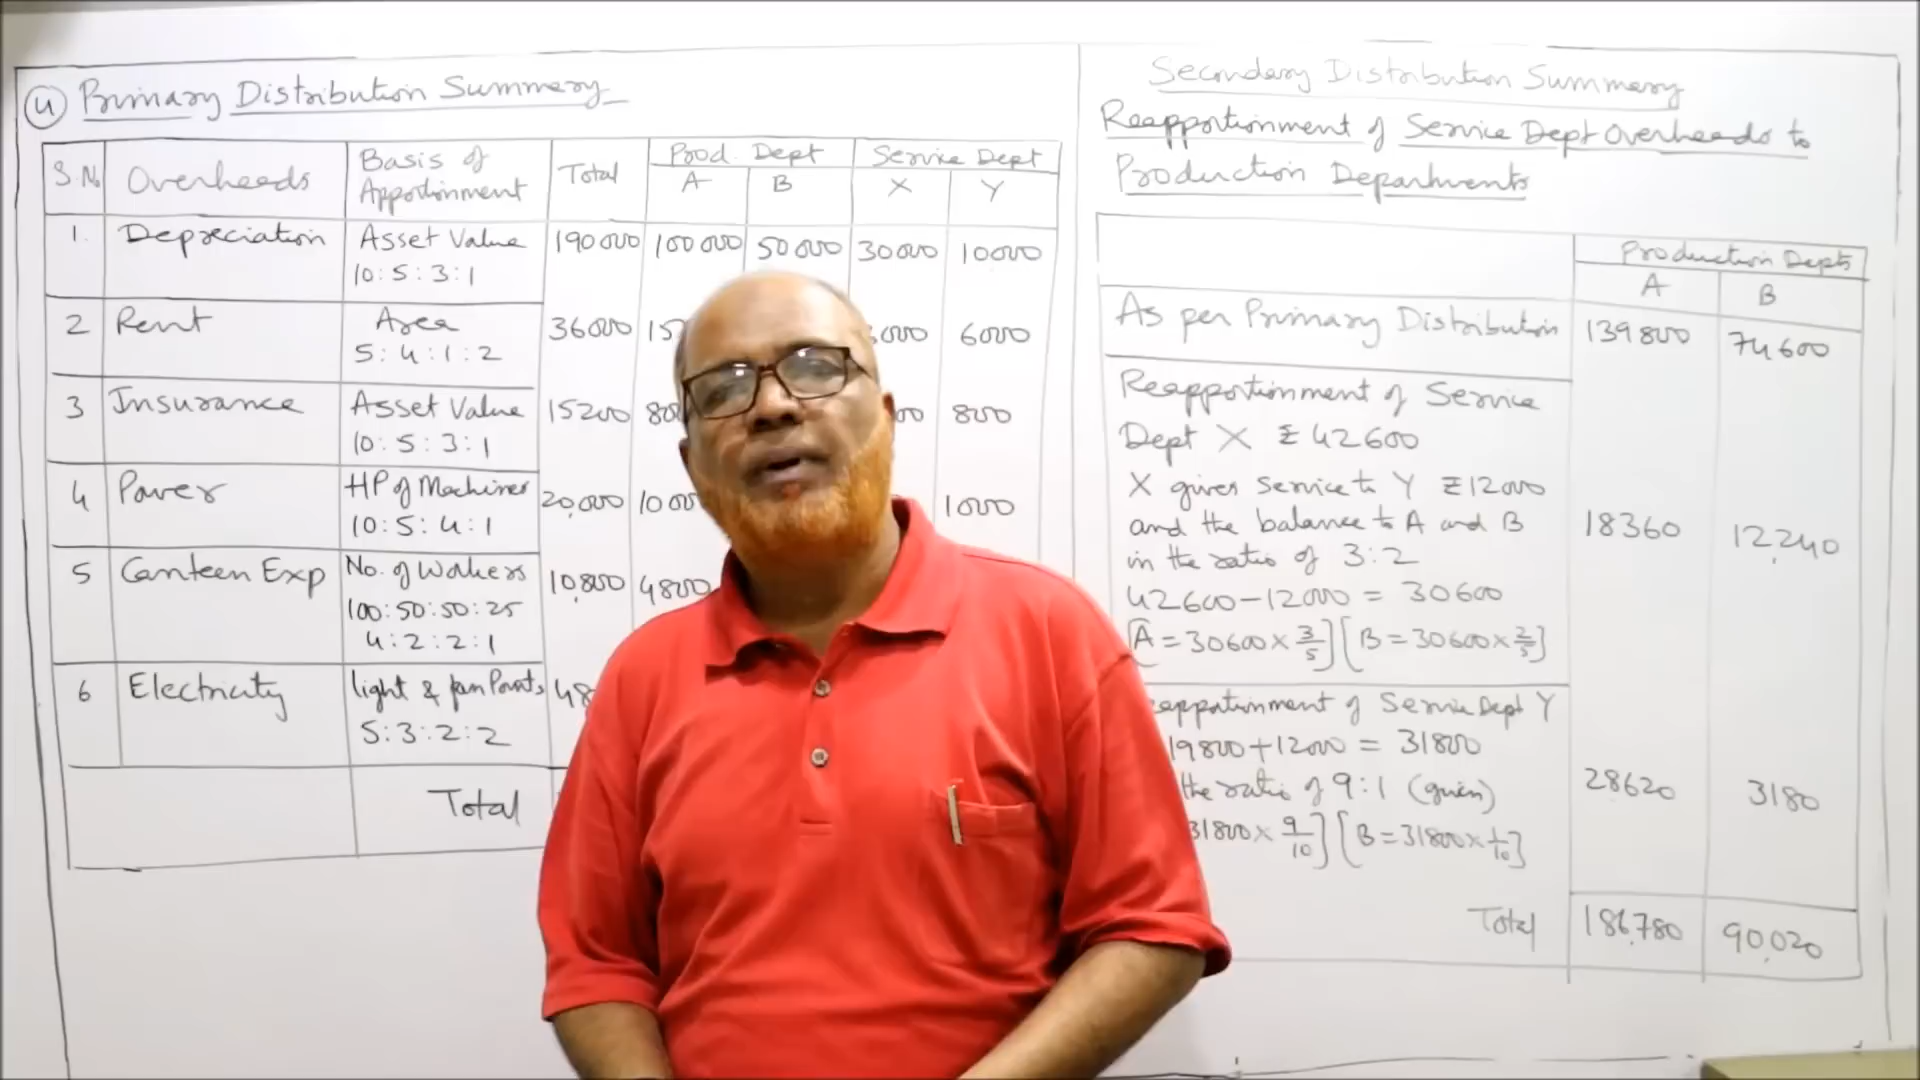 4 Primary Distribution Summary
S.No Overheads Basis of Apportionment Total Prod. Dept Service Dept
A B X Y
1. Depreciation Asset Value 190000 100000 50000 30000 10000
10:5:3:1
2 Rent Area 36000 6000
5:4:1:2
3 Insurance Asset Value 15200 800
10:5:3:1
4 Power HP of Machines 20,000 1000
10:5:4:1
5 Canteen Exp No. of Workers 10,800 4800
100:50:50:25
4:2:2:1
6 Electricity light & fan Points
5:3:2:2
Total
Secondary Distribution Summary
Reapportionment of Service Dept Overheads to
Production Departments
Production Depts
A B
As per Primary Distribution 139800 74600
Reapportionment of Service
Dept X ₹ 42600
X gives service to Y ₹12000
and the balance to A and B 18360 12,240
in the ratio of 3:2
42600-12000 = 30600
[A = 30600 × 3/5] [B = 30600 × 2/5]
eapportionment of Service Dept Y
19800+12000 = 31800
the ratio of 9:1 (given) 28620 3180
31800 × 9/10] [B = 31800 × 1/10]
Total 186,780 90,020